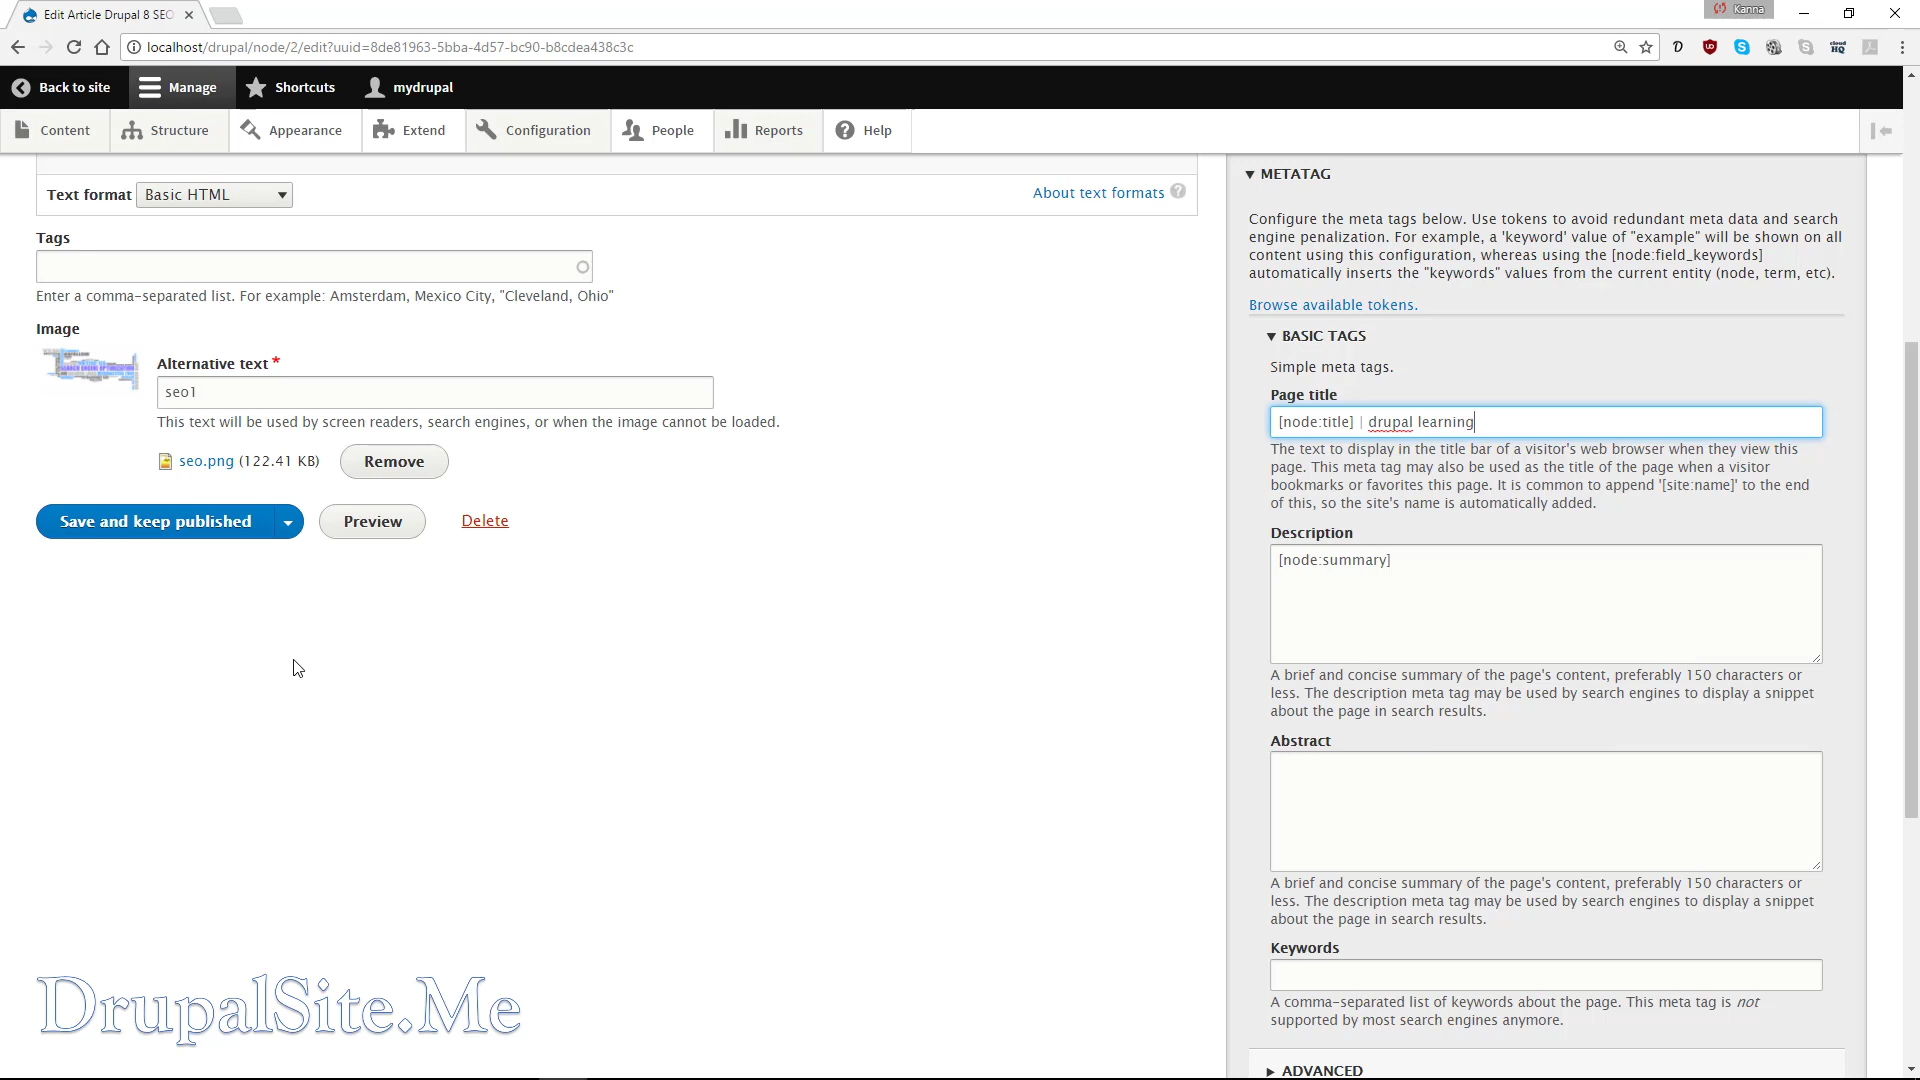 Edit Article Drupal 8 SEO
Kanna
localhost/drupal/node/2/edit?uuid=8de81963-5bba-4d57-bc90-b8cdea438c3c
Back to site
Manage
Shortcuts
mydrupal
Content
Structure
Appearance
Extend
Configuration
People
Reports
Help
Text format
Basic HTML
About text formats
Tags
Enter a comma-separated list. For example: Amsterdam, Mexico City, "Cleveland, Ohio"
Image
SEARCH ENGINE OPTIMIZATION
Alternative text *
seo1
This text will be used by screen readers, search engines, or when the image cannot be loaded.
seo.png (122.41 KB)
Remove
Save and keep published
Preview
Delete
DrupalSite.Me
METATAG
Configure the meta tags below. Use tokens to avoid redundant meta data and search
engine penalization. For example, a 'keyword' value of "example" will be shown on all
content using this configuration, whereas using the [node:field_keywords]
automatically inserts the "keywords" values from the current entity (node, term, etc).
Browse available tokens.
BASIC TAGS
Simple meta tags.
Page title
[node:title] | drupal learning
The text to display in the title bar of a visitor's web browser when they view this
page. This meta tag may also be used as the title of the page when a visitor
bookmarks or favorites this page. It is common to append '[site:name]' to the end
of this, so the site's name is automatically added.
Description
[node:summary]
A brief and concise summary of the page's content, preferably 150 characters or
less. The description meta tag may be used by search engines to display a snippet
about the page in search results.
Abstract
A brief and concise summary of the page's content, preferably 150 characters or
less. The description meta tag may be used by search engines to display a snippet
about the page in search results.
Keywords
A comma-separated list of keywords about the page. This meta tag is not
supported by most search engines anymore.
ADVANCED